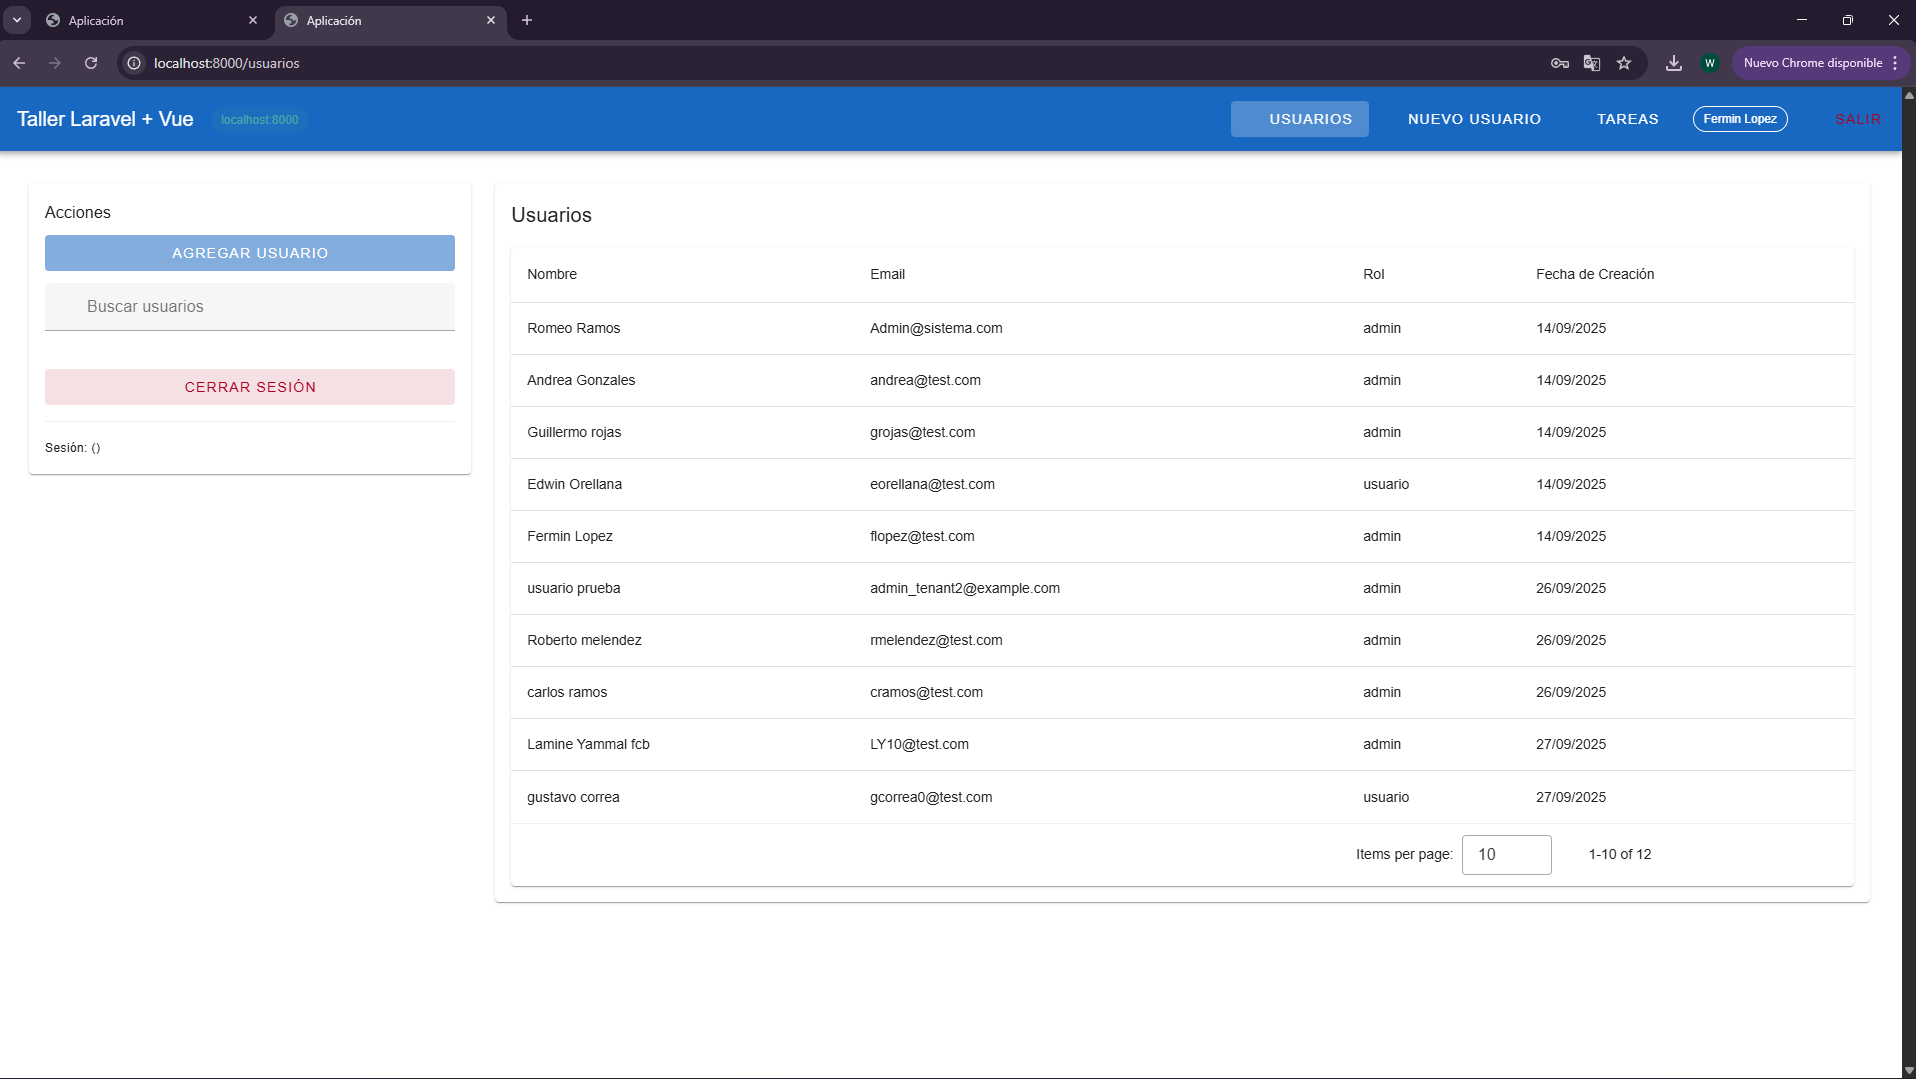 Aplicación
Aplicación
localhost:8000/usuarios
W
Nuevo Chrome disponible
Taller Laravel + Vue
localhost:8000
USUARIOS
NUEVO USUARIO
TAREAS
Fermin Lopez
SALIR
Acciones
AGREGAR USUARIO
Buscar usuarios
CERRAR SESIÓN
Sesión: ()
Usuarios
Nombre Email Rol Fecha de Creación
Romeo Ramos Admin@sistema.com admin 14/09/2025
Andrea Gonzales andrea@test.com admin 14/09/2025
Guillermo rojas grojas@test.com admin 14/09/2025
Edwin Orellana eorellana@test.com usuario 14/09/2025
Fermin Lopez flopez@test.com admin 14/09/2025
usuario prueba admin_tenant2@example.com admin 26/09/2025
Roberto melendez rmelendez@test.com admin 26/09/2025
carlos ramos cramos@test.com admin 26/09/2025
Lamine Yammal fcb LY10@test.com admin 27/09/2025
gustavo correa gcorrea0@test.com usuario 27/09/2025
Items per page: 10 1-10 of 12